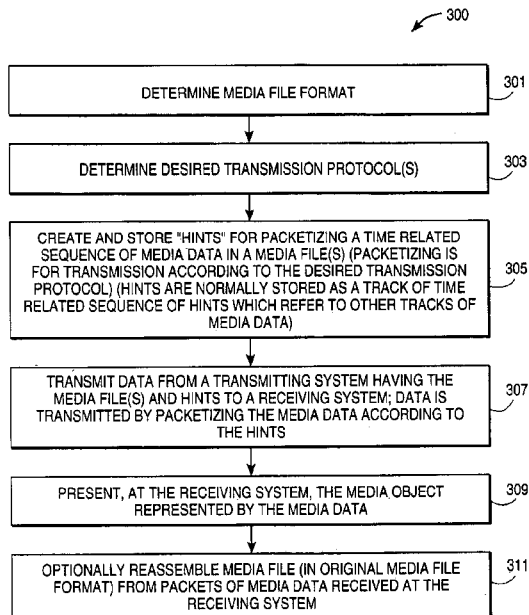 300
DETERMINE MEDIA FILE FORMAT
301
DETERMINE DESIRED TRANSMISSION PROTOCOL(S)
303
CREATE AND STORE "HINTS" FOR PACKETIZING A TIME RELATED
SEQUENCE OF MEDIA DATA IN A MEDIA FILE(S) (PACKETIZING
IS FOR TRANSMISSION ACCORDING TO THE DESIRED TRANSMISSION
PROTOCOL) (HINTS ARE NORMALLY STORED AS A TRACK OF TIME
RELATED SEQUENCE OF HINTS WHICH REFER TO OTHER TRACKS OF
MEDIA DATA)
305
TRANSMIT DATA FROM A TRANSMITTING SYSTEM HAVING THE
MEDIA FILE(S) AND HINTS TO A RECEIVING SYSTEM; DATA IS
TRANSMITTED BY PACKETIZING THE MEDIA DATA ACCORDING TO
THE HINTS
307
PRESENT, AT THE RECEIVING SYSTEM, THE MEDIA OBJECT
REPRESENTED BY THE MEDIA DATA
309
OPTIONALLY REASSEMBLE MEDIA FILE (IN ORIGINAL MEDIA FILE
FORMAT) FROM PACKETS OF MEDIA DATA RECEIVED AT THE
RECEIVING SYSTEM
311